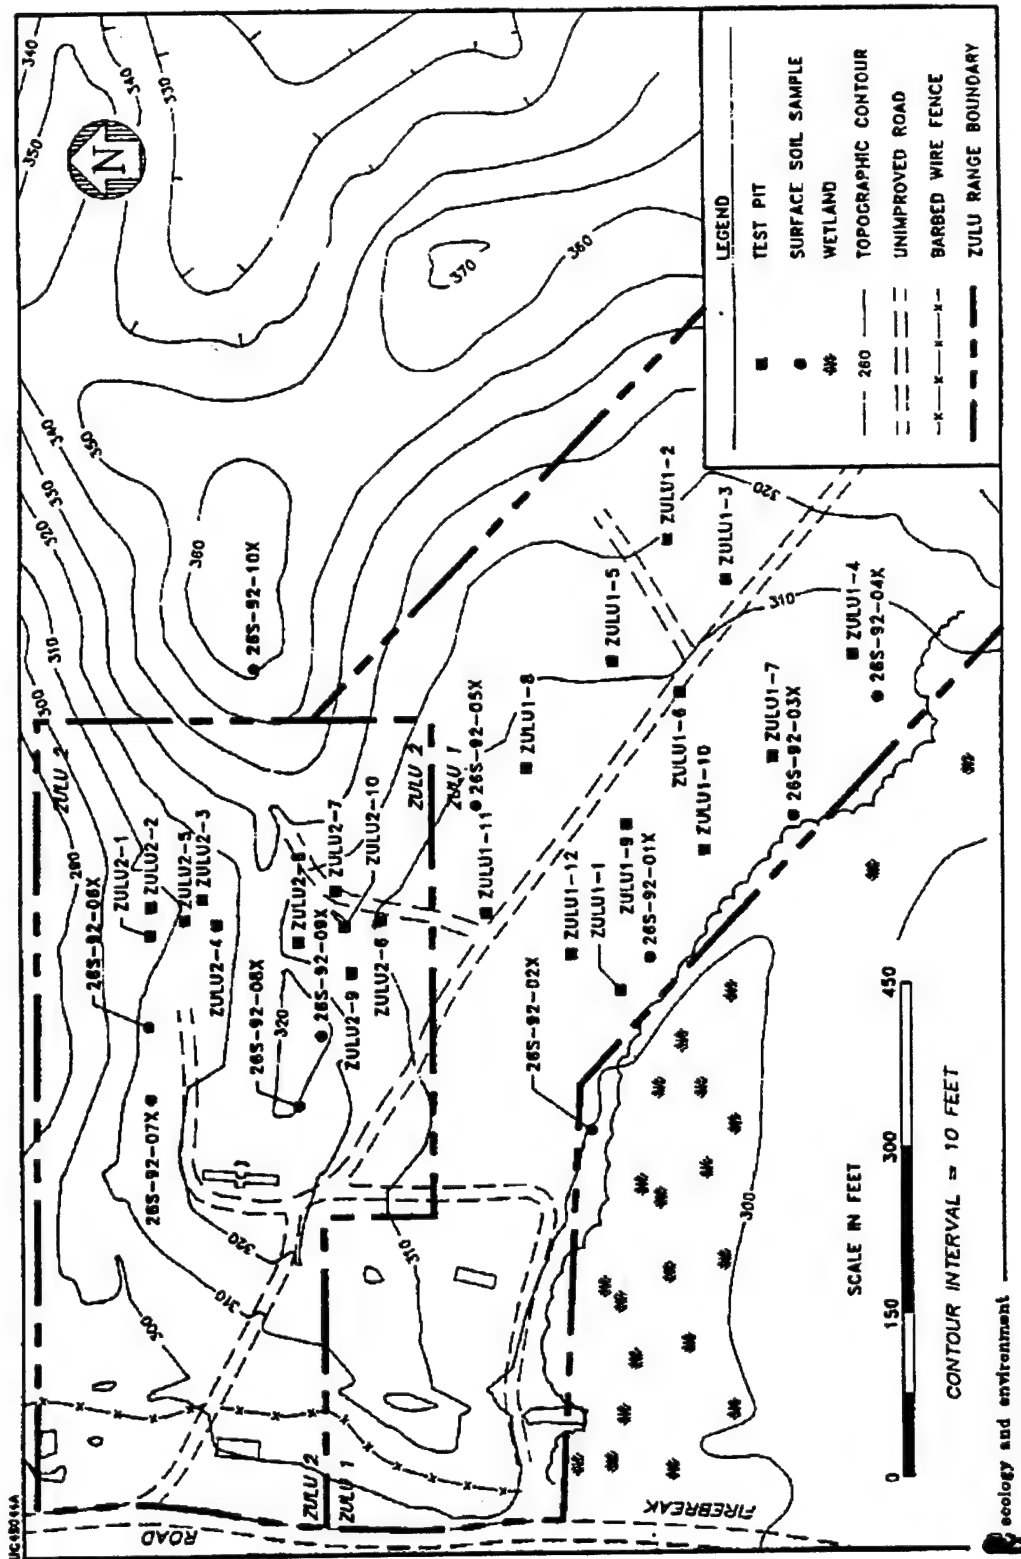 UC4S044A
340
350
340
330
N
370
360
340
350
330
320
310
300
290
360
26S-92-10X
ZULU 2
ZULU2-1
ZULU2-2
ZULU2-5
ZULU2-3
26S-92-06X
ZULU2-4
26S-92-07X
26S-92-08X
320
ZULU2-8
26S-92-09X
ZULU2-7
ZULU2-10
ZULU2-9
ZULU2-6
ZULU 2
ZULU 1
26S-92-05X
ZULU1-8
ZULU1-11
ZULU1-12
ZULU1-1
ZULU1-9
26S-92-01X
26S-92-02X
ZULU1-5
ZULU1-2
ZULU1-3
320
310
ZULU1-6
ZULU1-10
ZULU1-7
26S-92-03X
ZULU1-4
26S-92-04X
320
310
300
310
300
ZULU 2
ZULU 1
ROAD
FIREBREAK
LEGEND
TEST PIT
SURFACE SOIL SAMPLE
WETLAND
260 TOPOGRAPHIC CONTOUR
UNIMPROVED ROAD
-x-x-x- BARBED WIRE FENCE
ZULU RANGE BOUNDARY
SCALE IN FEET
0 150 300 450
CONTOUR INTERVAL = 10 FEET
ecology and environment